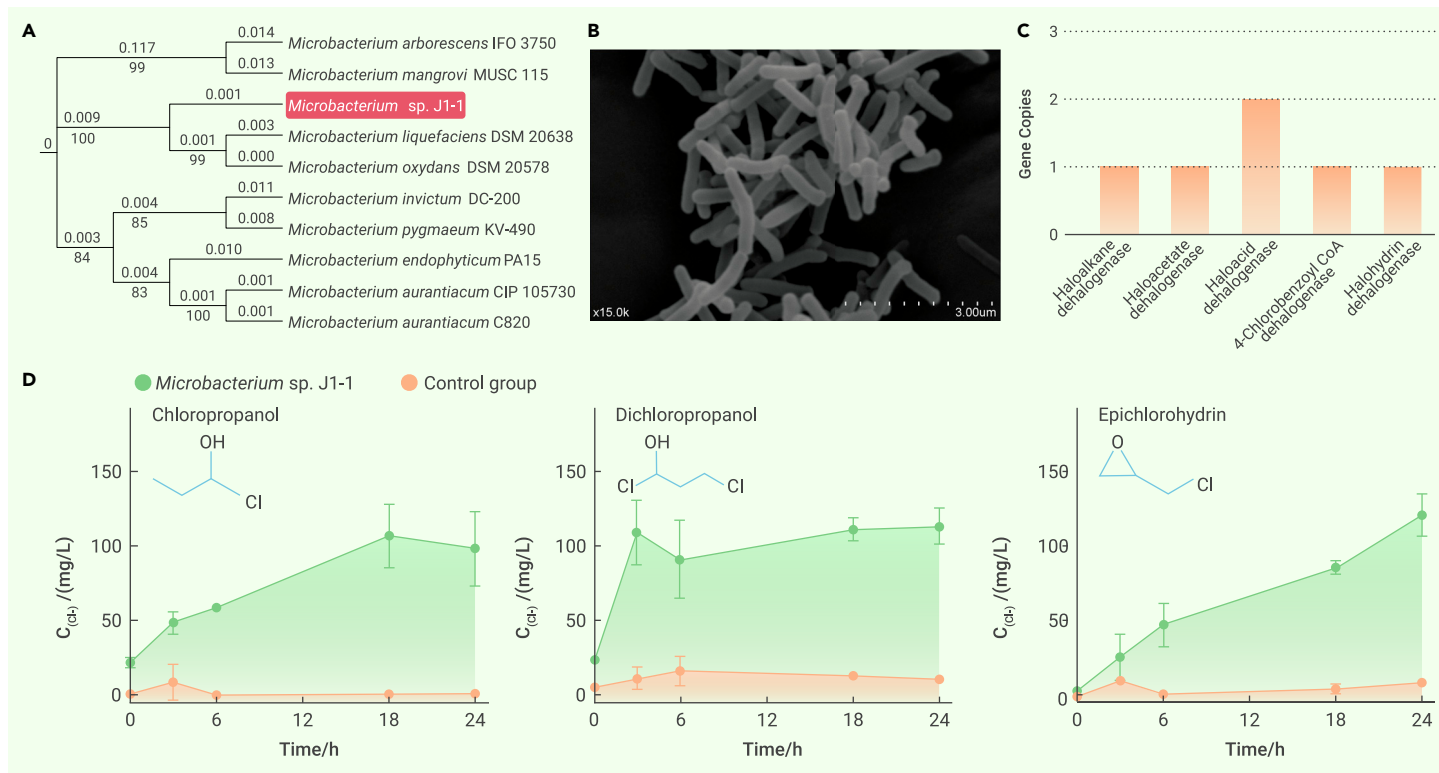 A
0
0.117
99
0.014
Microbacterium arborescens IFO 3750
0.013
Microbacterium mangrovi MUSC 115
0.009
100
0.001
Microbacterium sp. J1-1
0.001
99
0.003
Microbacterium liquefaciens DSM 20638
0.000
Microbacterium oxydans DSM 20578
0.003
84
0.004
85
0.011
Microbacterium invictum DC-200
0.008
Microbacterium pygmaeum KV-490
0.004
83
0.010
Microbacterium endophyticum PA15
0.001
100
0.001
Microbacterium aurantiacum CIP 105730
0.001
Microbacterium aurantiacum C820
B
x15.0k
3.00um
C
Gene Copies
3
2
1
0
Haloalkane
dehalogenase
Haloacetate
dehalogenase
Haloacid
dehalogenase
4-Chlorobenzoyl CoA
dehalogenase
Halohydrin
dehalogenase
D
Microbacterium sp. J1-1
Control group
Chloropropanol
OH
Cl
C(Cl-) /(mg/L)
150
100
50
0
0 6 12 18 24
Time/h
Dichloropropanol
OH
Cl Cl
C(Cl-) /(mg/L)
150
100
50
0
0 6 12 18 24
Time/h
Epichlorohydrin
O
Cl
C(Cl-) /(mg/L)
150
100
50
0
0 6 12 18 24
Time/h